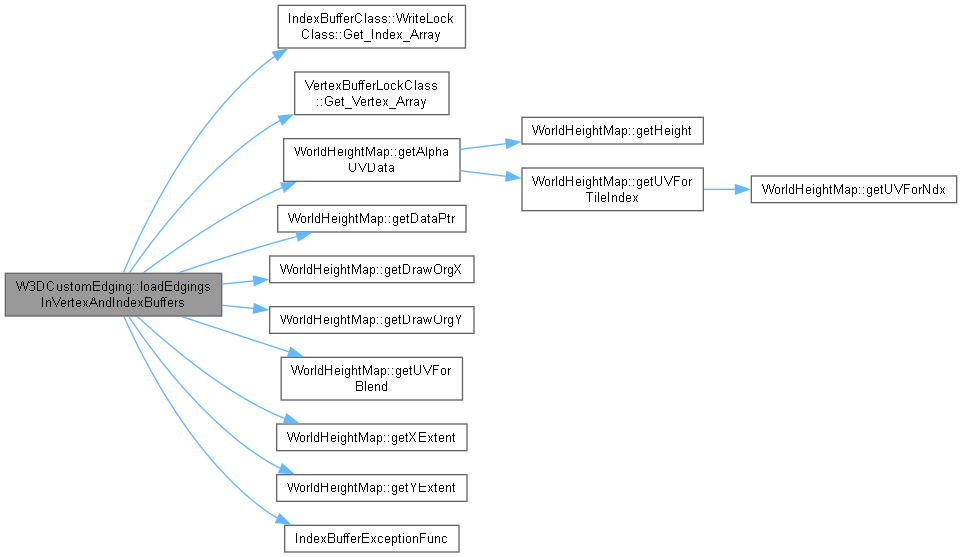 IndexBufferClass::WriteLock
Class::Get_Index_Array
VertexBufferLockClass
::Get_Vertex_Array
WorldHeightMap::getAlpha
UVData
WorldHeightMap::getHeight
WorldHeightMap::getUVFor
TileIndex
WorldHeightMap::getUVForNdx
WorldHeightMap::getDataPtr
WorldHeightMap::getDrawOrgX
W3DCustomEdging::loadEdgings
InVertexAndIndexBuffers
WorldHeightMap::getDrawOrgY
WorldHeightMap::getUVFor
Blend
WorldHeightMap::getXExtent
WorldHeightMap::getYExtent
IndexBufferExceptionFunc